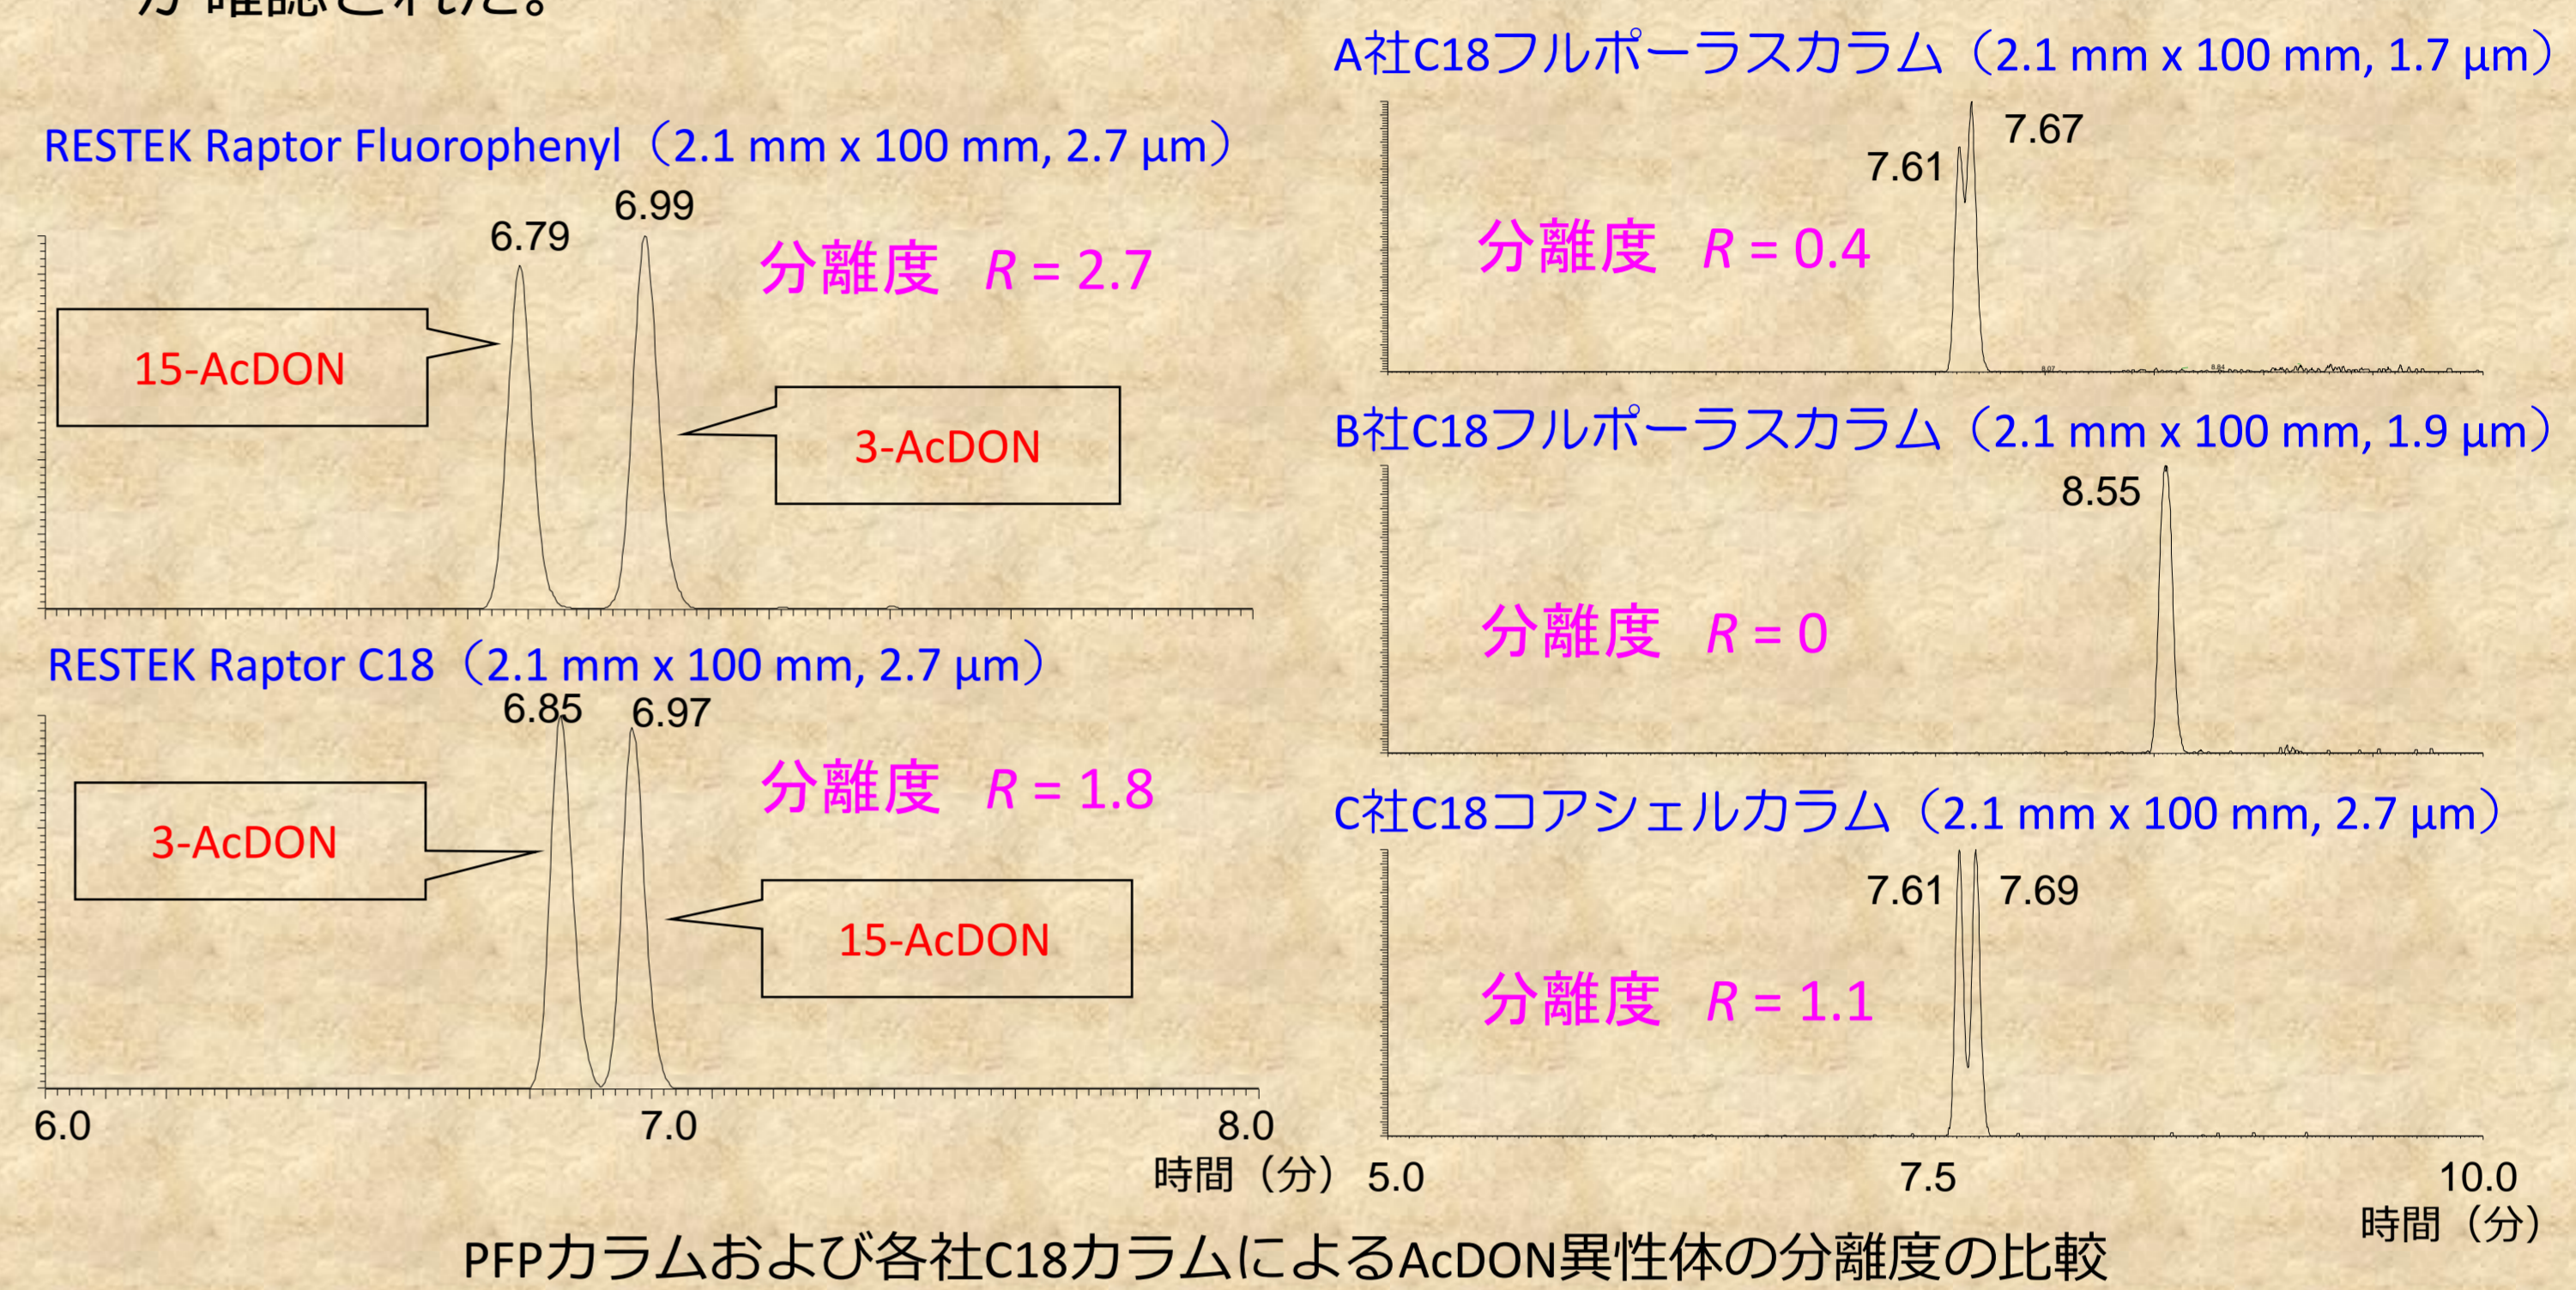 が確認された。
RESTEK Raptor Fluorophenyl（2.1 mm x 100 mm, 2.7 µm）
6.79
6.99
分離度 R = 2.7
15-AcDON
3-AcDON
RESTEK Raptor C18（2.1 mm x 100 mm, 2.7 µm）
6.85
6.97
分離度 R = 1.8
3-AcDON
15-AcDON
6.0 7.0 8.0
時間（分）
A社C18フルポーラスカラム（2.1 mm x 100 mm, 1.7 µm）
7.61
7.67
分離度 R = 0.4
8.07
8.84
B社C18フルポーラスカラム（2.1 mm x 100 mm, 1.9 µm）
8.55
分離度 R = 0
C社C18コアシェルカラム（2.1 mm x 100 mm, 2.7 µm）
7.61 7.69
分離度 R = 1.1
5.0 7.5 10.0
時間（分）
PFPカラムおよび各社C18カラムによるAcDON異性体の分離度の比較